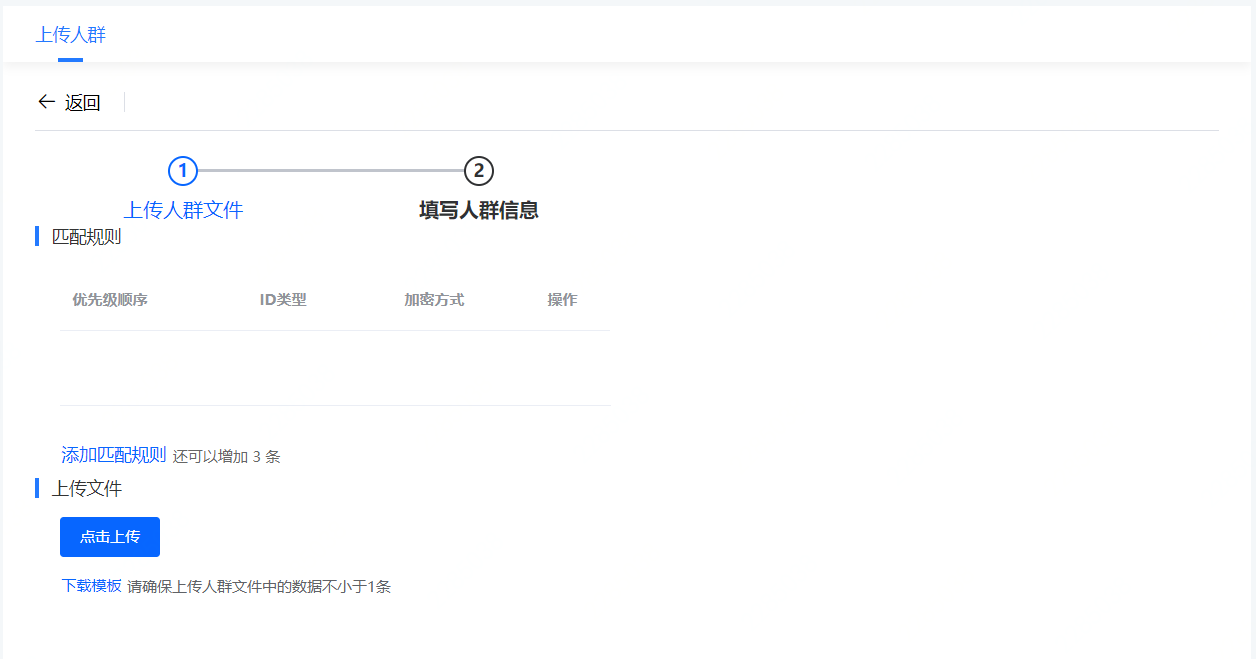 上传人群
返回
1 2
上传人群文件 填写人群信息
匹配规则
优先级顺序 ID类型 加密方式 操作
添加匹配规则 还可以增加 3 条
上传文件
点击上传
下载模板 请确保上传人群文件中的数据不小于1条